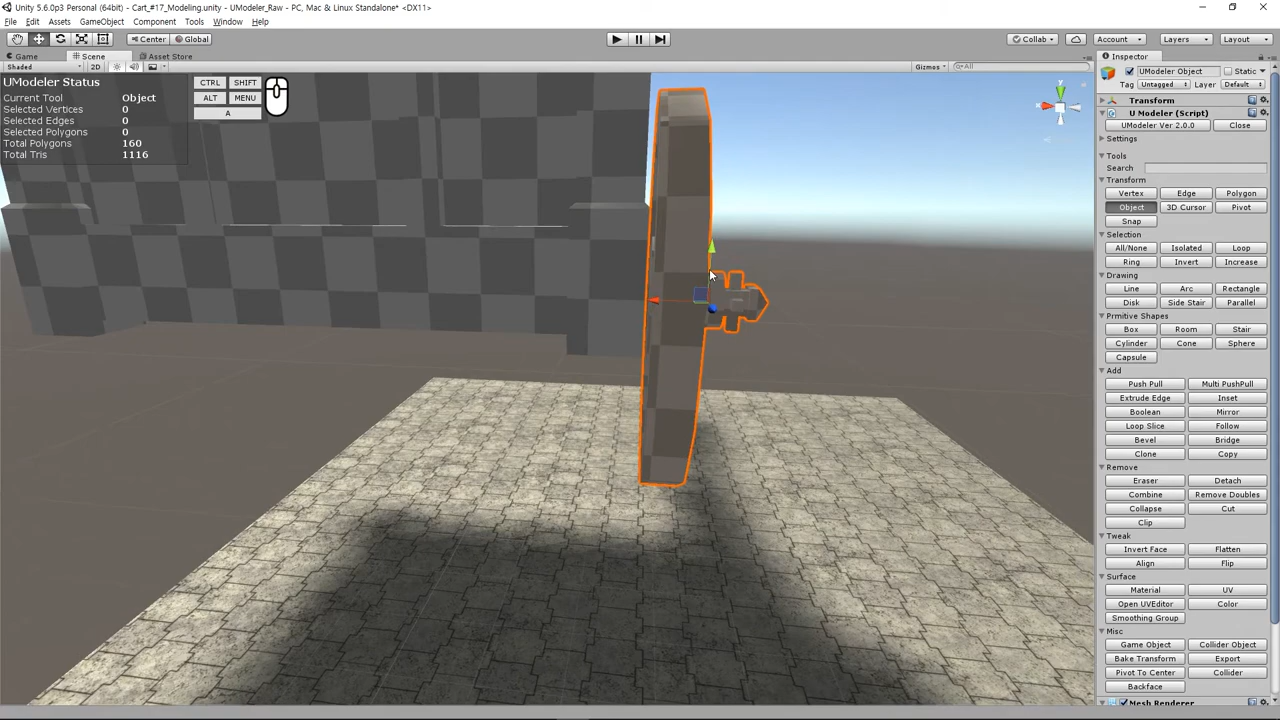 Unity 5.6.0p3 Personal (64bit) - Cart_#17_Modeling.unity - UModeler_Raw - PC, Mac & Linux Standalone* <DX11>
File Edit Assets GameObject Component Tools Window Help
Center Global Collab Account Layers Layout
Game Scene Asset Store
Shaded 2D Gizmos All
UModeler Status
Current Tool Object
Selected Vertices 0
Selected Edges 0
Selected Polygons 0
Total Polygons 160
Total Tris 1116
CTRL SHIFT
ALT MENU
A
y
Inspector
UModeler Object Static
Tag Untagged Layer Default
Transform
U Modeler (Script)
UModeler Ver 2.0.0 Close
Settings
Tools
Search
Transform
Vertex Edge Polygon
Object 3D Cursor Pivot
Snap
Selection
All/None Isolated Loop
Ring Invert Increase
Drawing
Line Arc Rectangle
Disk Side Stair Parallel
Prmitive Shapes
Box Room Stair
Cylinder Cone Sphere
Capsule
Add
Push Pull Multi PushPull
Extrude Edge Inset
Boolean Mirror
Loop Slice Follow
Bevel Bridge
Clone Copy
Remove
Eraser Detach
Combine Remove Doubles
Collapse Cut
Clip
Tweak
Invert Face Flatten
Align Flip
Surface
Material UV
Open UVEditor Color
Smoothing Group
Misc
Game Object Collider Object
Bake Transform Export
Pivot To Center Collider
Backface
Mesh Renderer